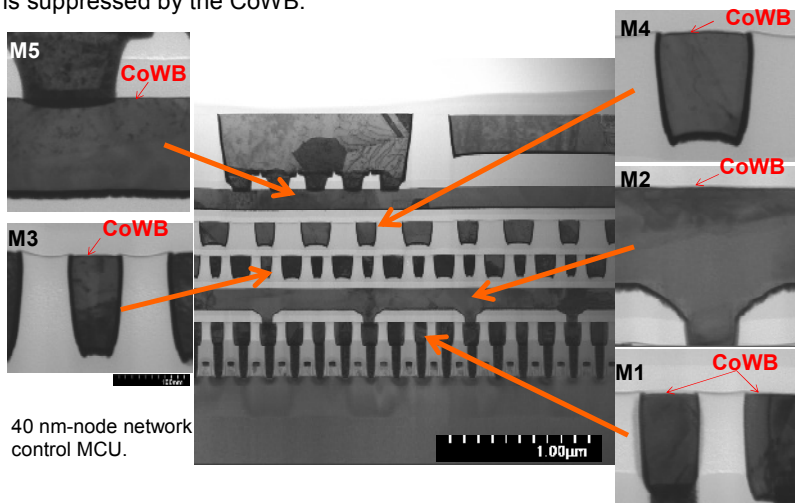 is suppressed by the CoWB.
M5
CoWB
M4
CoWB
M2
CoWB
M3
CoWB
M1
CoWB
100nm
1.00μm
40 nm-node network
control MCU.